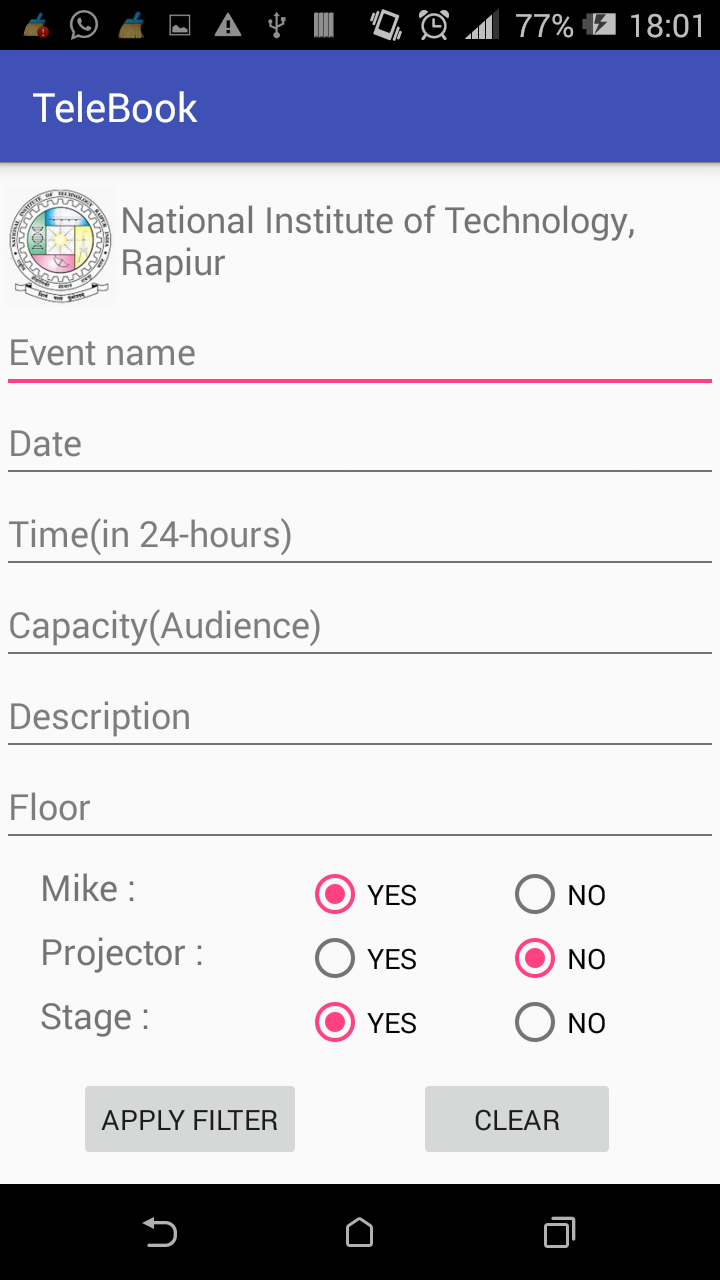 77% 18:01
TeleBook
National Institute of Technology,
Rapiur
Event name
Date
Time(in 24-hours)
Capacity(Audience)
Description
Floor
Mike : YES NO
Projector : YES NO
Stage : YES NO
APPLY FILTER CLEAR